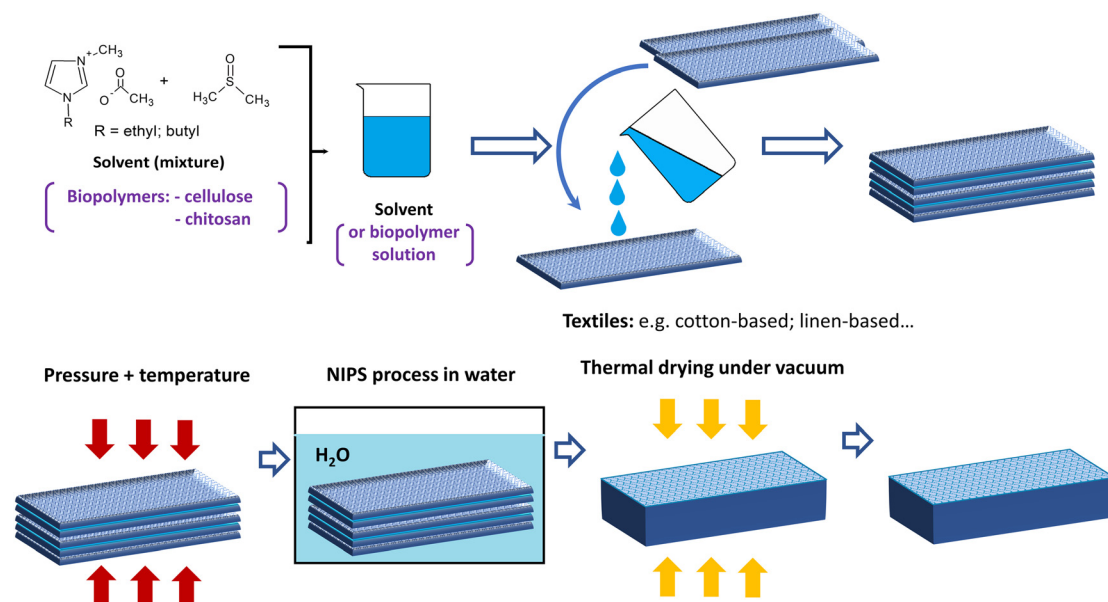 CH₃
N
+
N
R
O
O⁻
CH₃
+
O
S
H₃C
CH₃
R = ethyl; butyl
Solvent (mixture)
Biopolymers: - cellulose
- chitosan
Solvent
or biopolymer
solution
Textiles: e.g. cotton-based; linen-based…
Pressure + temperature
NIPS process in water
Thermal drying under vacuum
H₂O